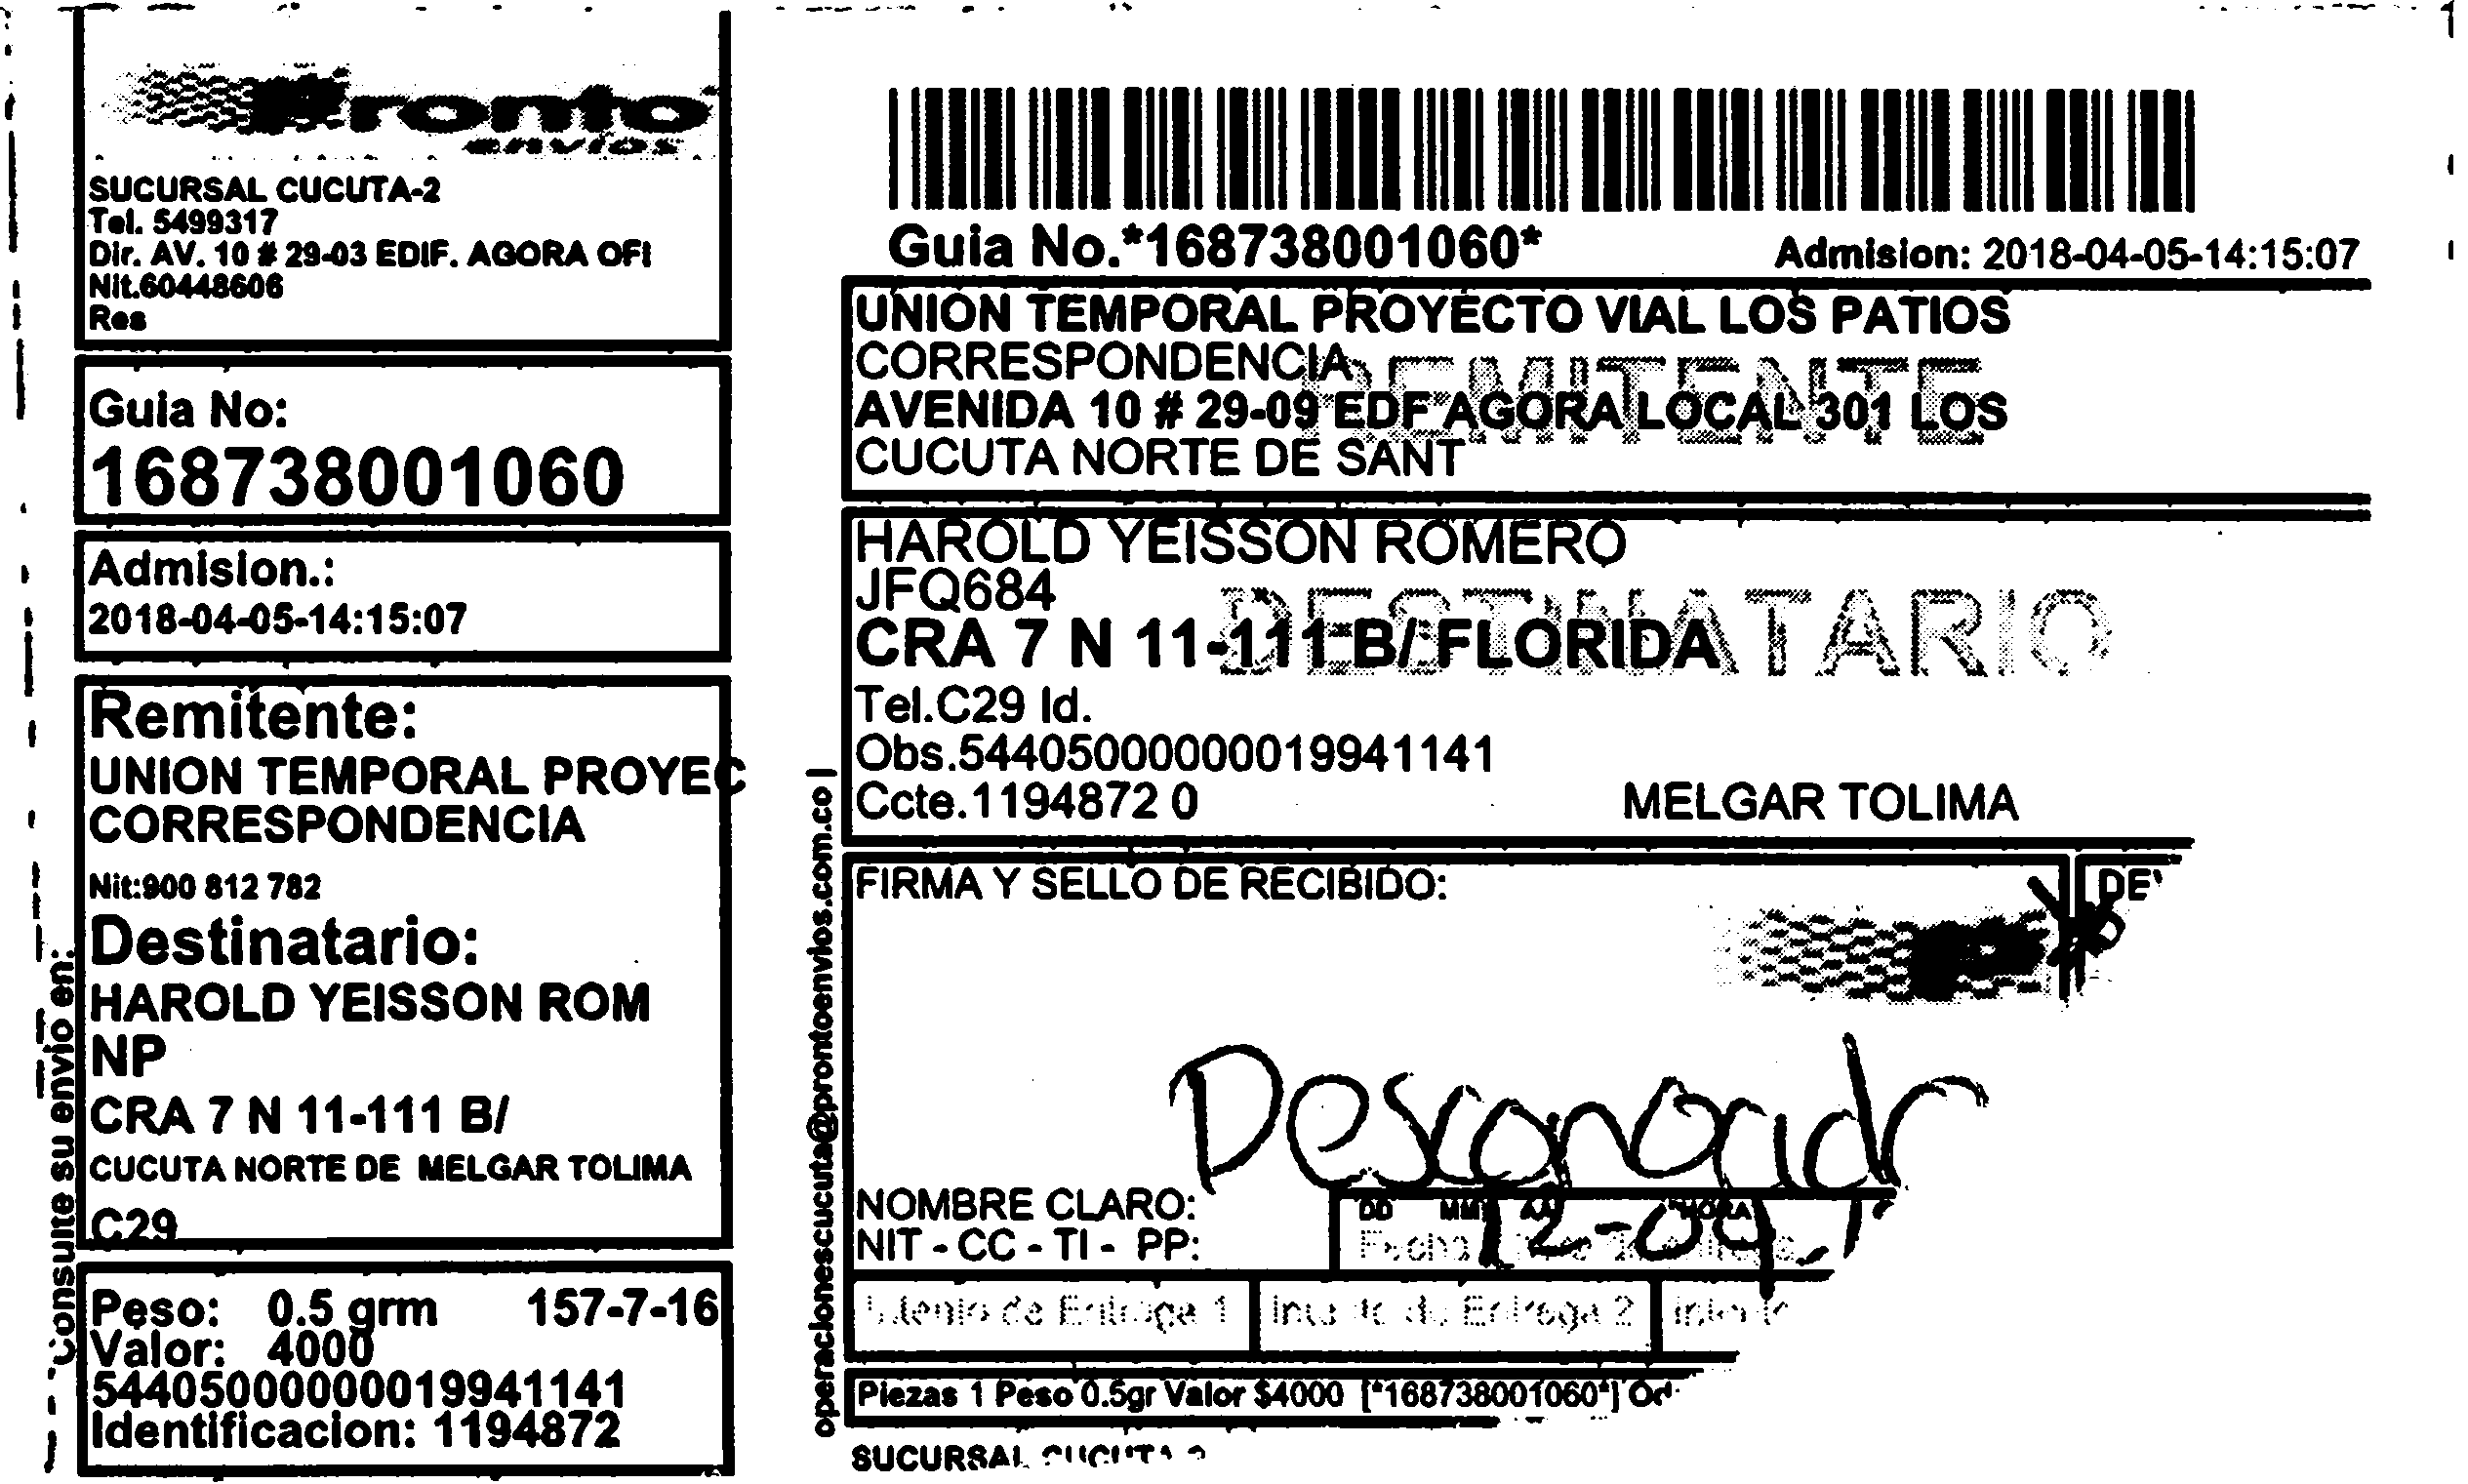 Pronto
envíos
SUCURSAL CUCUTA-2
Tel. 5499317
Dir. AV. 10 # 29-03 EDIF. AGORA OFI
Nit.60448606
Res
Guia No:
168738001060
Admision.:
2018-04-05-14:15:07
Remitente:
UNION TEMPORAL PROYEC
CORRESPONDENCIA
Nit:900 812 782
Destinatario:
HAROLD YEISSON ROM
NP
CRA 7 N 11-111 B/
CUCUTA NORTE DE MELGAR TOLIMA
C29
Peso: 0.5 grm 157-7-16
Valor: 4000
54405000000019941141
Identificacion: 1194872
Consulte su envio en:
Guia No.*168738001060* Admision: 2018-04-05-14:15:07
UNION TEMPORAL PROYECTO VIAL LOS PATIOS
CORRESPONDENCIA
REMITENTE
AVENIDA 10 # 29-09 EDF AGORA LOCAL 301 LOS
CUCUTA NORTE DE SANT
HAROLD YEISSON ROMERO
JFQ684
DESTINATARIO
CRA 7 N 11-111 B/ FLORIDA
Tel.C29 Id.
Obs.544050000000019941141
Ccte.1194872 0 MELGAR TOLIMA
operacionescucuta@prontoenvios.com.co |
FIRMA Y SELLO DE RECIBIDO:
Desconocido
NOMBRE CLARO:
NIT - CC - TI - PP:
DD MM AA HORA
12-04-
Intento de Entrega 1 Intento de Entrega 2
Piezas 1 Peso 0.5gr Valor $4000 [*168738001060*]
SUCURSAL CUCUTA-2